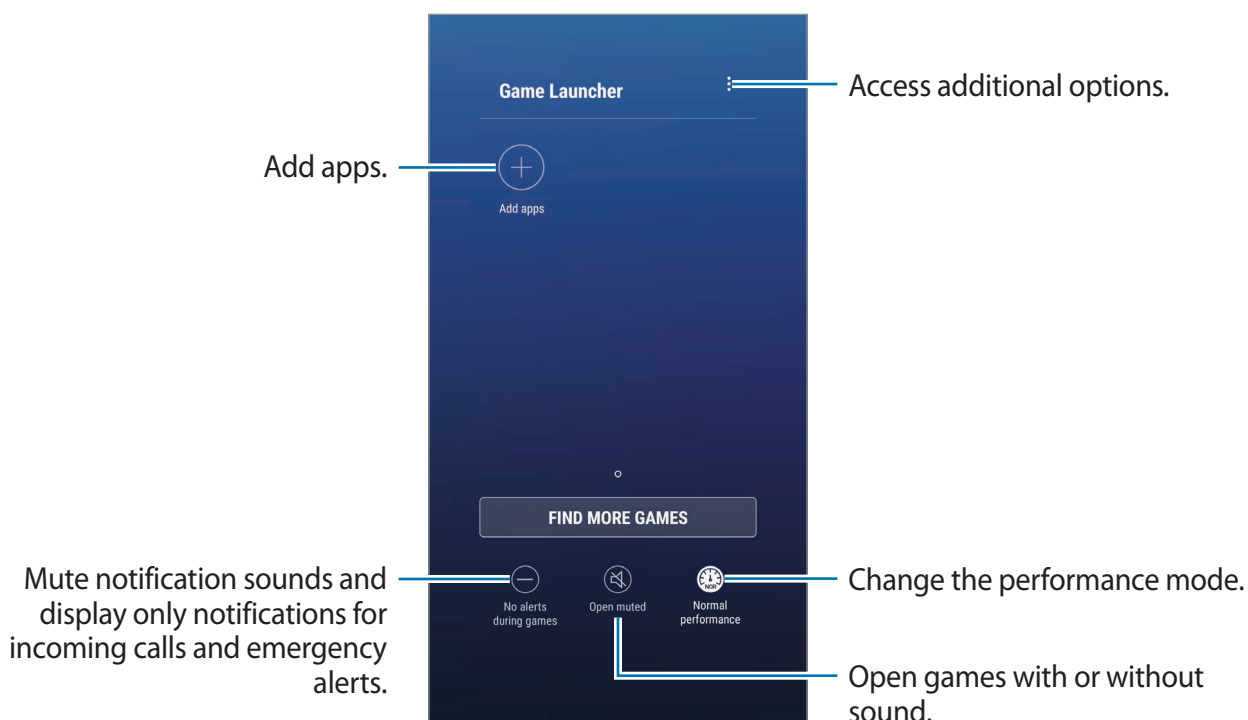 Game Launcher
Access additional options.
Add apps.
Add apps
FIND MORE GAMES
Mute notification sounds and
display only notifications for
incoming calls and emergency
alerts.
No alerts
during games
Open muted
NOR
Normal
performance
Change the performance mode.
Open games with or without
sound.